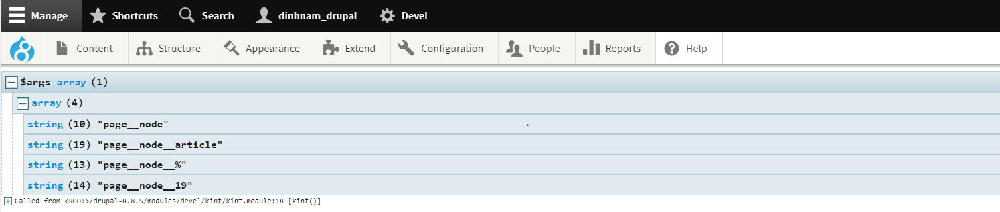 Manage Shortcuts Search dinhnam_drupal Devel
Content Structure Appearance Extend Configuration People Reports Help
$args array (1)
array (4)
string (10) "page__node"
string (19) "page__node__article"
string (13) "page__node__%"
string (14) "page__node__19"
Called from <ROOT>/drupal-8.8.5/modules/devel/kint/kint.module:18 [kint()]